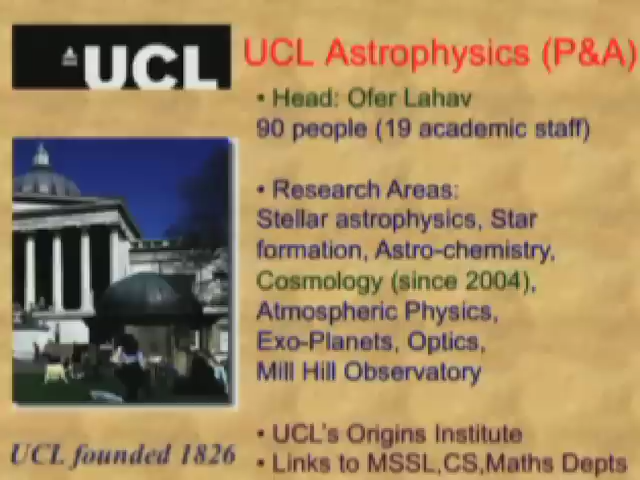 UCL
UCL Astrophysics (P&A)
• Head: Ofer Lahav
90 people (19 academic staff)
• Research Areas:
Stellar astrophysics, Star
formation, Astro-chemistry,
Cosmology (since 2004),
Atmospheric Physics,
Exo-Planets, Optics,
Mill Hill Observatory
• UCL's Origins Institute
• Links to MSSL,CS,Maths Depts
UCL founded 1826